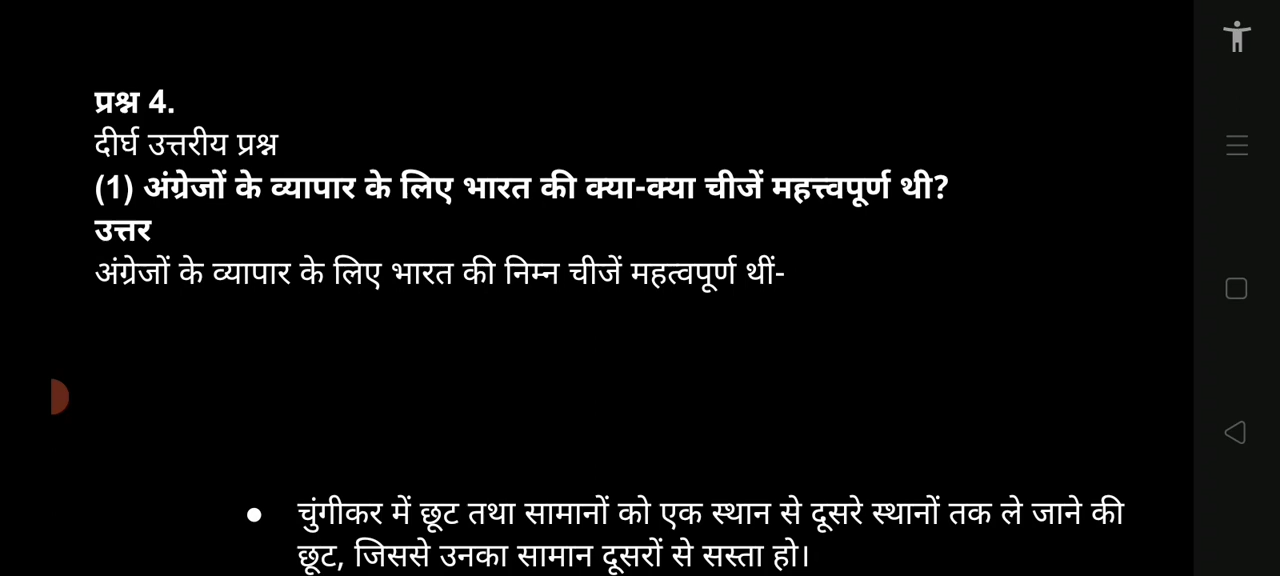 प्रश्न 4.
दीर्घ उत्तरीय प्रश्न
(1) अंग्रेजों के व्यापार के लिए भारत की क्या-क्या चीजें महत्त्वपूर्ण थी?
उत्तर
अंग्रेजों के व्यापार के लिए भारत की निम्न चीजें महत्वपूर्ण थीं-
● चुंगीकर में छूट तथा सामानों को एक स्थान से दूसरे स्थानों तक ले जाने की
छूट, जिससे उनका सामान दूसरों से सस्ता हो।